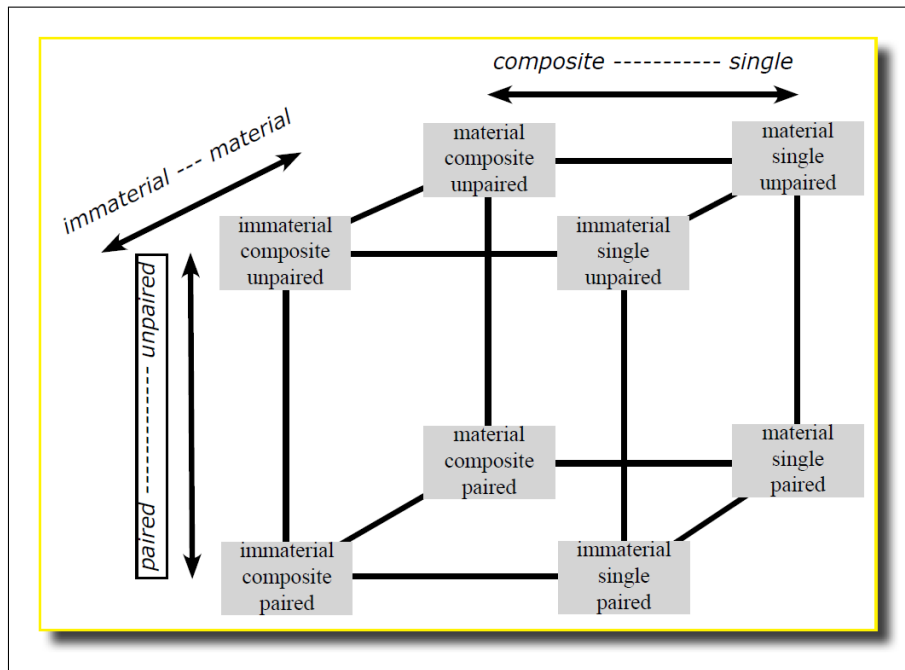 composite ----------- single
immaterial --- material
paired ------------- unpaired
material
composite
unpaired
material
single
unpaired
immaterial
composite
unpaired
immaterial
single
unpaired
material
composite
paired
material
single
paired
immaterial
composite
paired
immaterial
single
paired